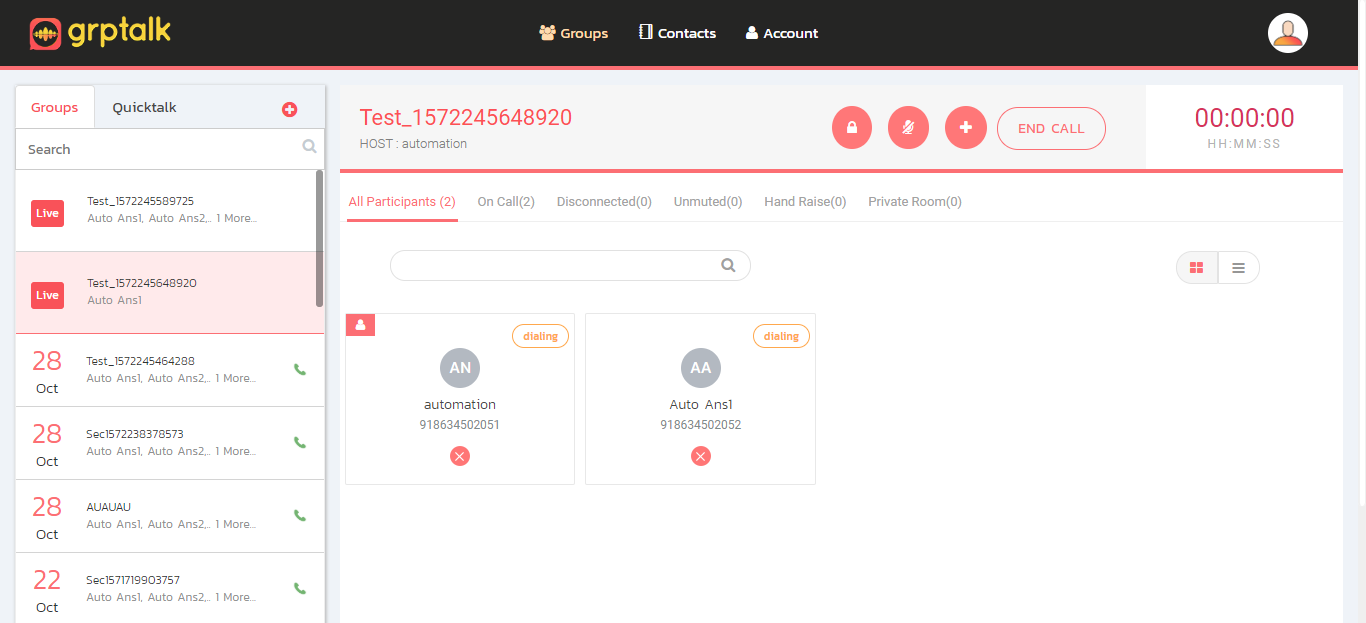 grptalk
Groups Contacts Account
Groups Quicktalk
Search
Live
Test_1572245589725
Auto Ans1, Auto Ans2,.. 1 More...
Live
Test_1572245648920
Auto Ans1
28
Oct
Test_1572245464288
Auto Ans1, Auto Ans2,.. 1 More...
28
Oct
Sec1572238378573
Auto Ans1, Auto Ans2,.. 1 More...
28
Oct
AUAUAU
Auto Ans1, Auto Ans2,.. 1 More...
22
Oct
Sec1571719903757
Auto Ans1, Auto Ans2,.. 1 More...
Test_1572245648920
HOST : automation
END CALL
00:00:00
HH:MM:SS
All Participants (2) On Call(2) Disconnected(0) Unmuted(0) Hand Raise(0) Private Room(0)
dialing
AN
automation
918634502051
dialing
AA
Auto Ans1
918634502052